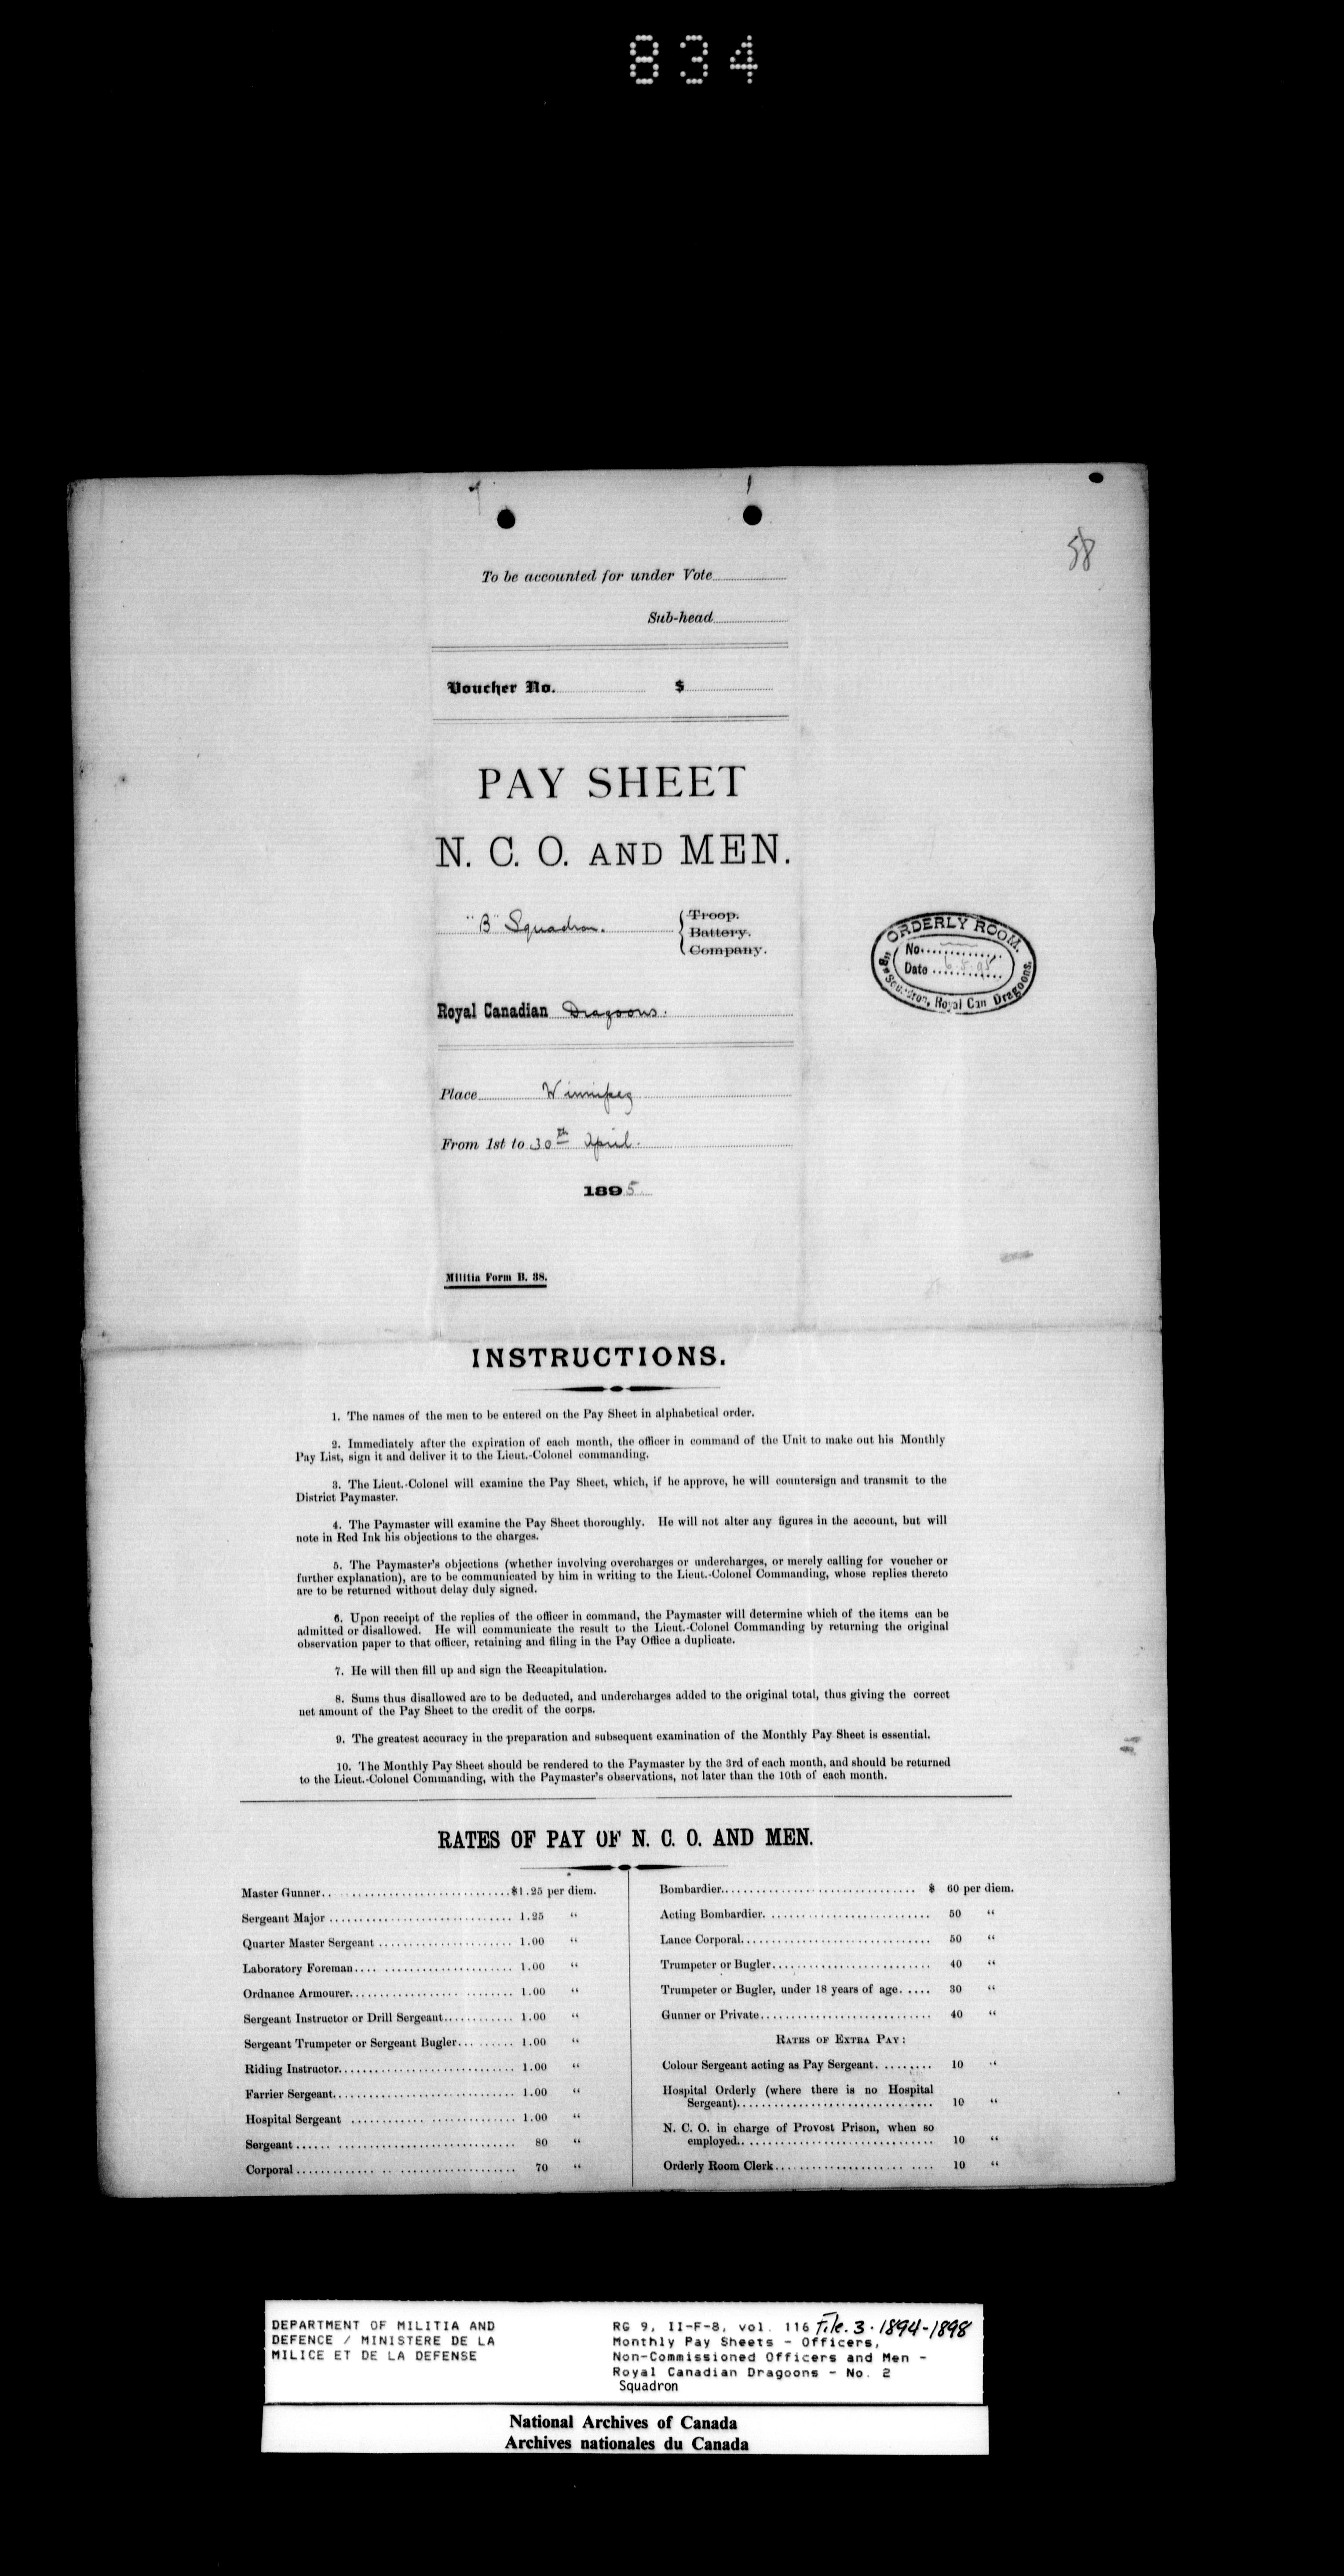 834
58
To be accounted for under Vote
Sub-head
Voucher No. $
PAY SHEET
N. C. O. AND MEN.
"B" Squadron.
Troop.
Battery.
Company.
ORDERLY ROOM.
No.
Date 6.5.95
"B" Squadron, Royal Can Dragoons.
Royal Canadian Dragoons.
Place Winnipeg
From 1st to 30th April.
1895
Militia Form B. 38.
INSTRUCTIONS.
1. The names of the men to be entered on the Pay Sheet in alphabetical order.
2. Immediately after the expiration of each month, the officer in command of the Unit to make out his Monthly
Pay List, sign it and deliver it to the Lieut.-Colonel commanding.
3. The Lieut.-Colonel will examine the Pay Sheet, which, if he approve, he will countersign and transmit to the
District Paymaster.
4. The Paymaster will examine the Pay Sheet thoroughly. He will not alter any figures in the account, but will
note in Red Ink his objections to the charges.
5. The Paymaster's objections (whether involving overcharges or undercharges, or merely calling for voucher or
further explanation), are to be communicated by him in writing to the Lieut.-Colonel Commanding, whose replies thereto
are to be returned without delay duly signed.
6. Upon receipt of the replies of the officer in command, the Paymaster will determine which of the items can be
admitted or disallowed. He will communicate the result to the Lieut.-Colonel Commanding by returning the original
observation paper to that officer, retaining and filing in the Pay Office a duplicate.
7. He will then fill up and sign the Recapitulation.
8. Sums thus disallowed are to be deducted, and undercharges added to the original total, thus giving the correct
net amount of the Pay Sheet to the credit of the corps.
9. The greatest accuracy in the preparation and subsequent examination of the Monthly Pay Sheet is essential.
10. The Monthly Pay Sheet should be rendered to the Paymaster by the 3rd of each month, and should be returned
to the Lieut.-Colonel Commanding, with the Paymaster's observations, not later than the 10th of each month.
RATES OF PAY OF N. C. O. AND MEN.
Master Gunner $1.25 per diem.
Sergeant Major 1.25 "
Quarter Master Sergeant 1.00 "
Laboratory Foreman 1.00 "
Ordnance Armourer 1.00 "
Sergeant Instructor or Drill Sergeant 1.00 "
Sergeant Trumpeter or Sergeant Bugler 1.00 "
Riding Instructor 1.00 "
Farrier Sergeant 1.00 "
Hospital Sergeant 1.00 "
Sergeant 80 "
Corporal 70 "
Bombardier $ 60 per diem.
Acting Bombardier 50 "
Lance Corporal 50 "
Trumpeter or Bugler 40 "
Trumpeter or Bugler, under 18 years of age 30 "
Gunner or Private 40 "
RATES OF EXTRA PAY:
Colour Sergeant acting as Pay Sergeant 10 "
Hospital Orderly (where there is no Hospital
Sergeant) 10 "
N. C. O. in charge of Provost Prison, when so
employed 10 "
Orderly Room Clerk 10 "
DEPARTMENT OF MILITIA AND
DEFENCE / MINISTERE DE LA
MILICE ET DE LA DEFENSE
RG 9, II-F-8, vol. 116 File. 3. 1894-1898
Monthly Pay Sheets - Officers,
Non-Commissioned Officers and Men -
Royal Canadian Dragoons - No. 2
Squadron
National Archives of Canada
Archives nationales du Canada